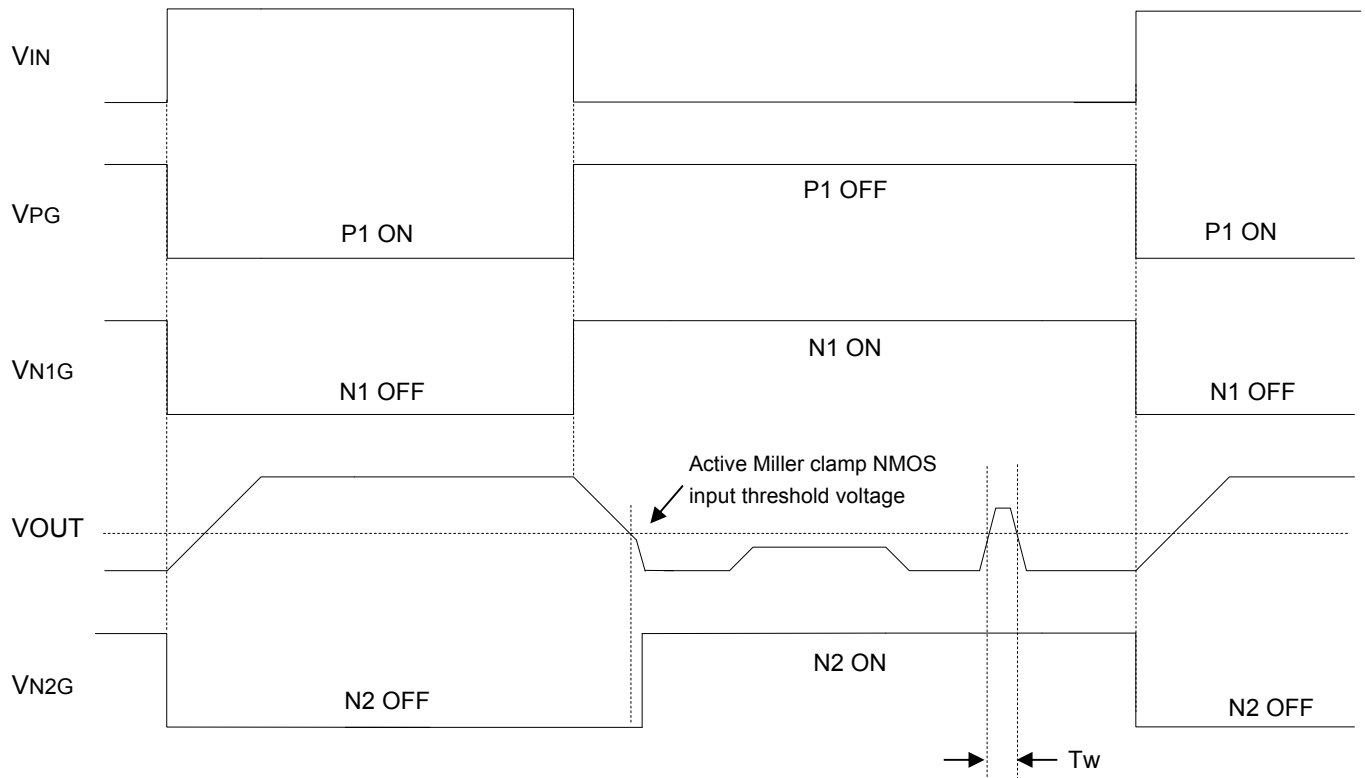 VIN
VPG
P1 ON
P1 OFF
P1 ON
VN1G
N1 OFF
N1 ON
N1 OFF
Active Miller clamp NMOS
input threshold voltage
VOUT
VN2G
N2 OFF
N2 ON
N2 OFF
Tw